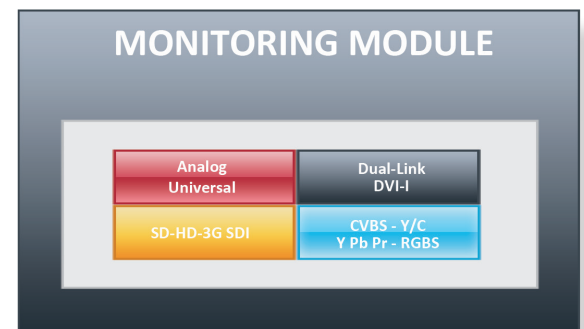 MONITORING MODULE
Analog
Universal
Dual-Link
DVI-I
SD-HD-3G SDI
CVBS - Y/C
Y Pb Pr - RGBS